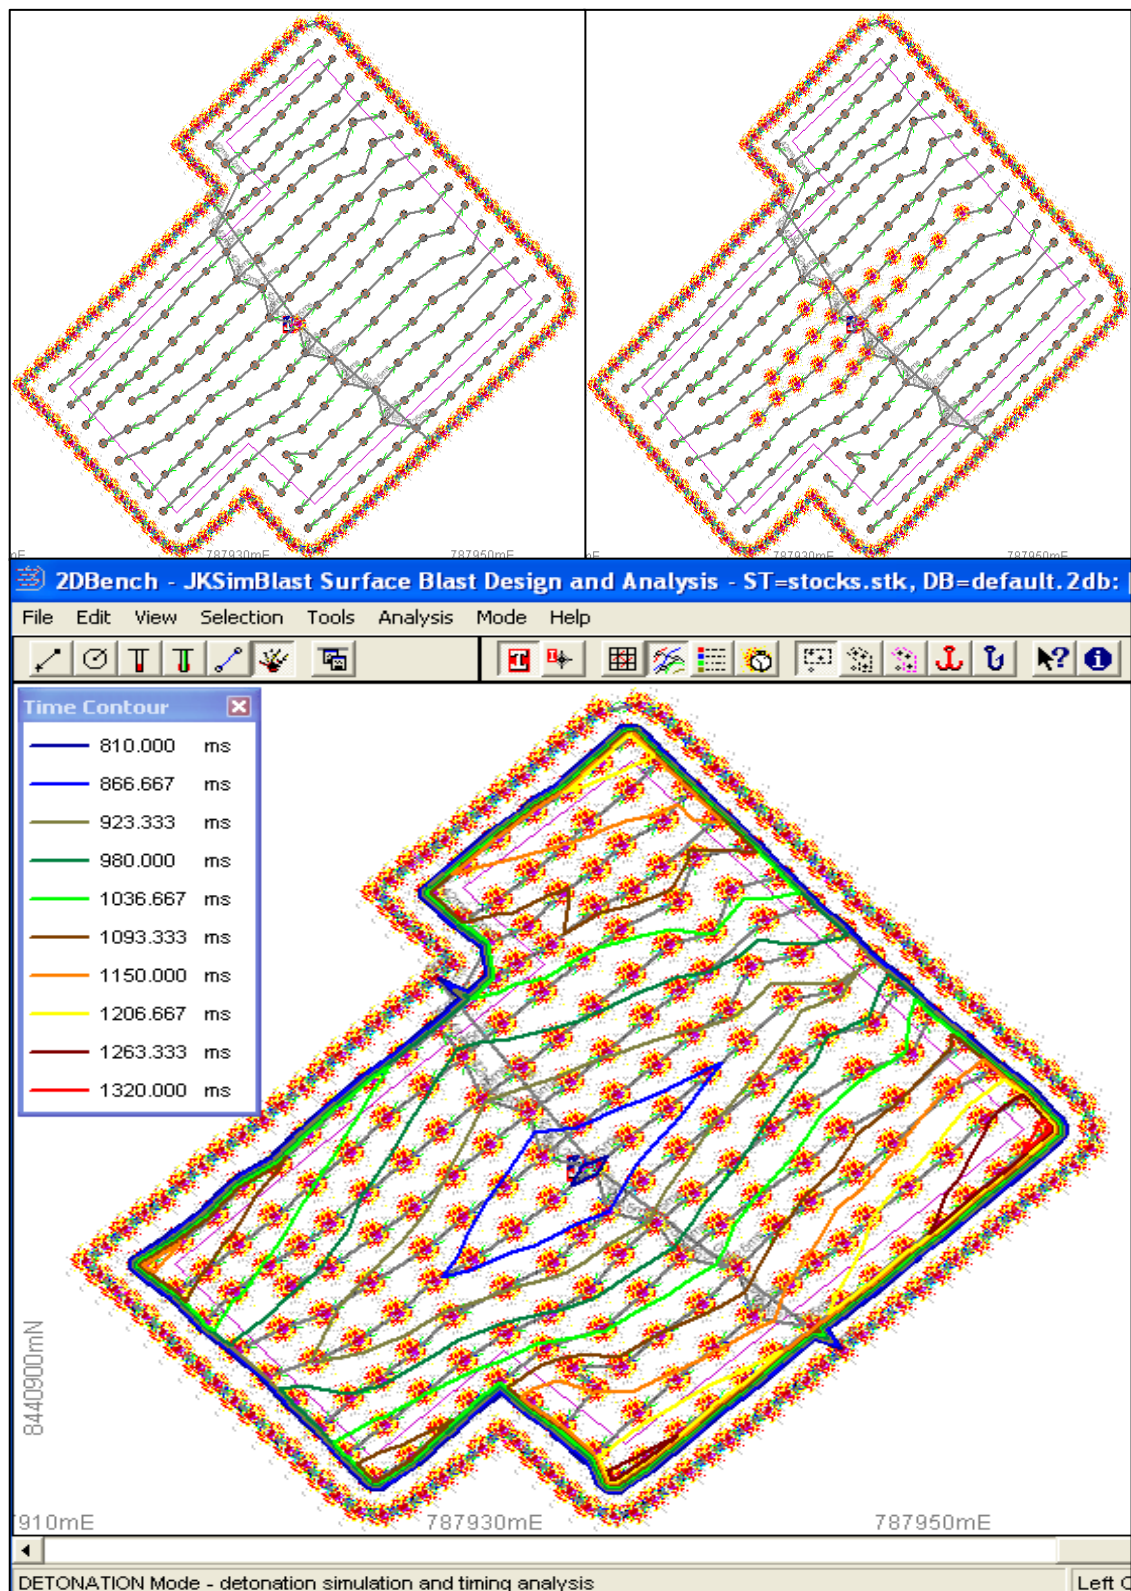 787930mE
787950mE
787930mE
787950mE
2DBench - JKSimBlast Surface Blast Design and Analysis - ST=stocks.stk, DB=default.2db:
File Edit View Selection Tools Analysis Mode Help
Time Contour
810.000 ms
866.667 ms
923.333 ms
980.000 ms
1036.667 ms
1093.333 ms
1150.000 ms
1206.667 ms
1263.333 ms
1320.000 ms
8440900mN
7910mE 787930mE 787950mE
DETONATION Mode - detonation simulation and timing analysis
Left